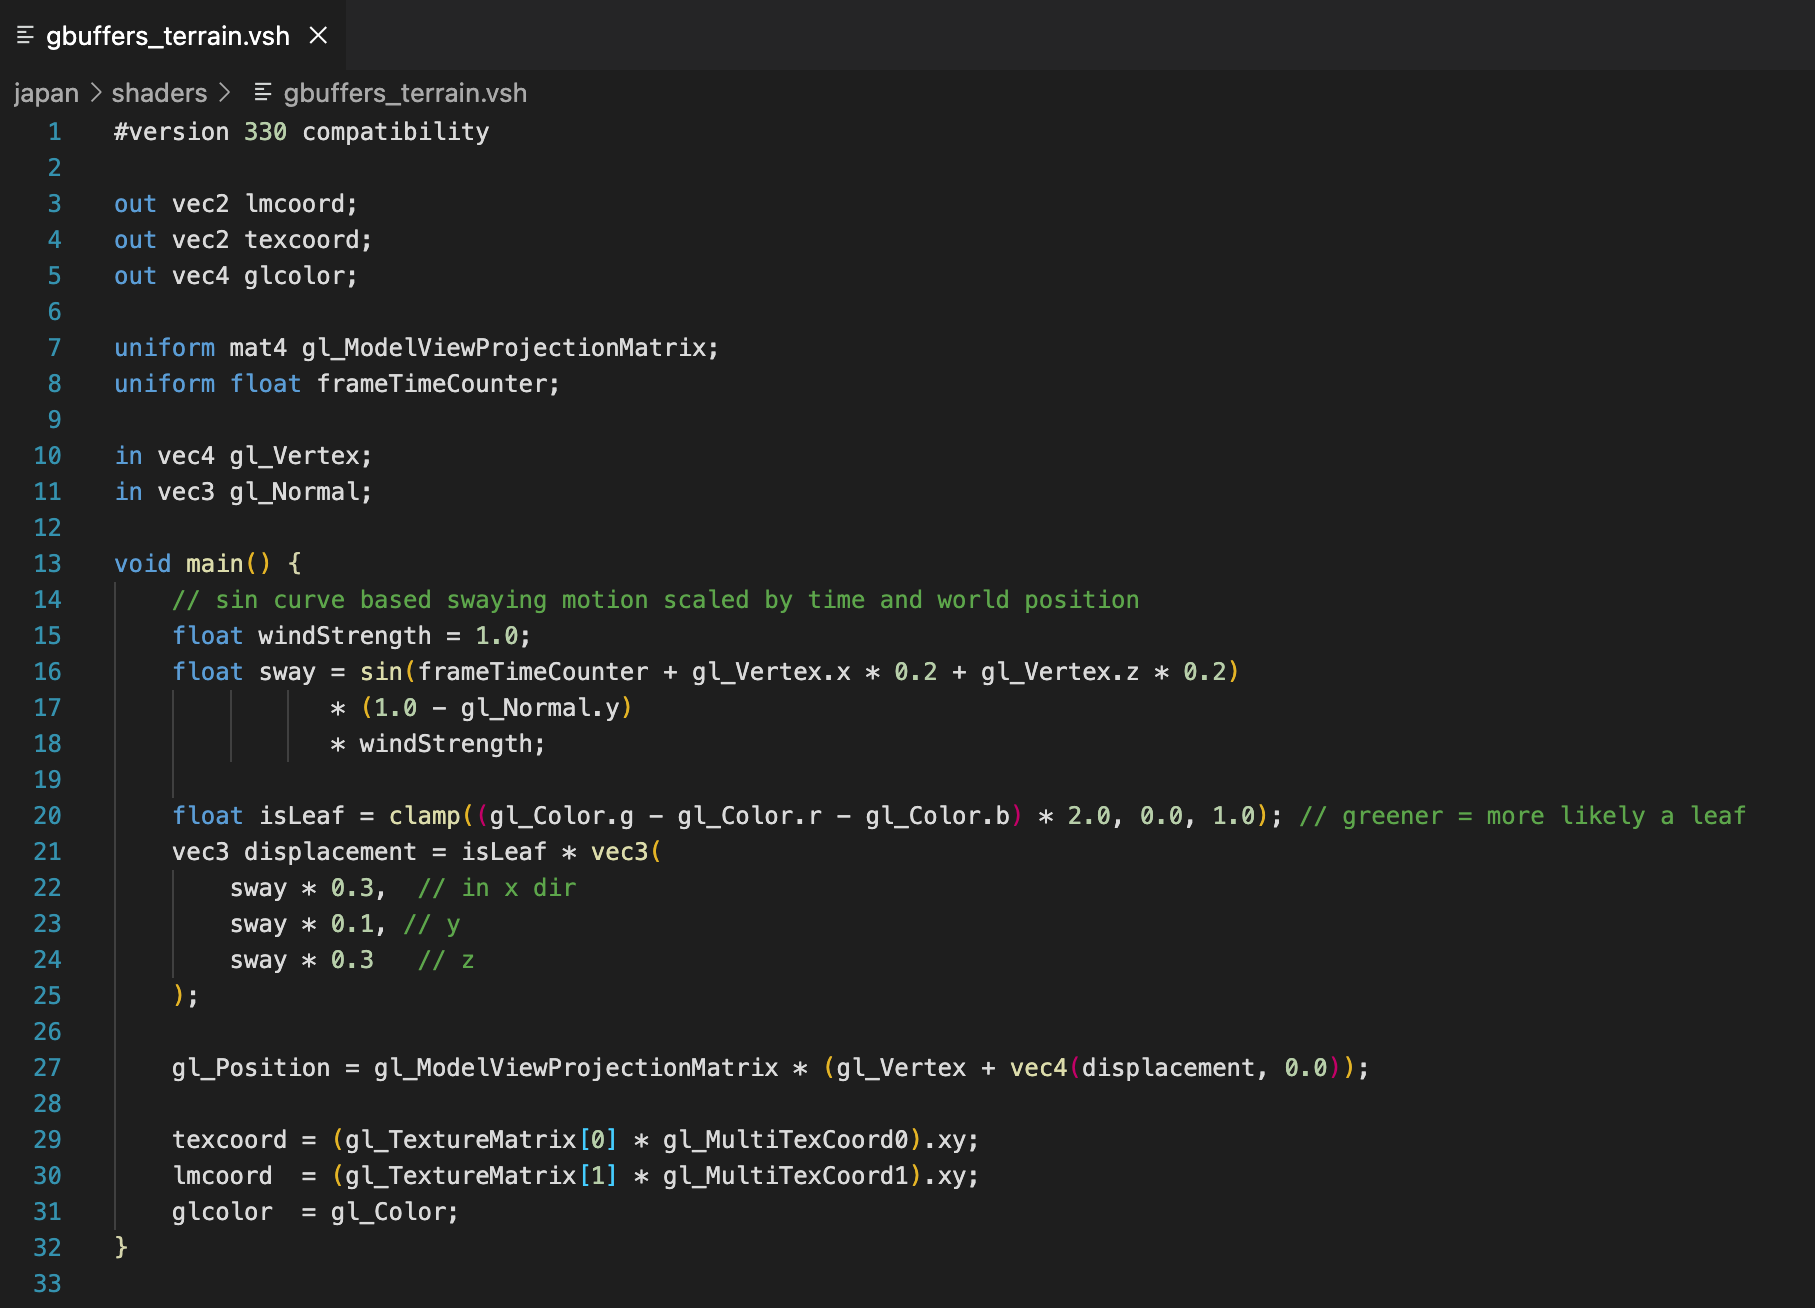 gbuffers_terrain.vsh
japan > shaders > gbuffers_terrain.vsh
1 #version 330 compatibility
2
3 out vec2 lmcoord;
4 out vec2 texcoord;
5 out vec4 glcolor;
6
7 uniform mat4 gl_ModelViewProjectionMatrix;
8 uniform float frameTimeCounter;
9
10 in vec4 gl_Vertex;
11 in vec3 gl_Normal;
12
13 void main() {
14     // sin curve based swaying motion scaled by time and world position
15     float windStrength = 1.0;
16     float sway = sin(frameTimeCounter + gl_Vertex.x * 0.2 + gl_Vertex.z * 0.2)
17                * (1.0 - gl_Normal.y)
18                * windStrength;
19
20     float isLeaf = clamp((gl_Color.g - gl_Color.r - gl_Color.b) * 2.0, 0.0, 1.0); // greener = more likely a leaf
21     vec3 displacement = isLeaf * vec3(
22         sway * 0.3,  // in x dir
23         sway * 0.1, // y
24         sway * 0.3   // z
25     );
26
27     gl_Position = gl_ModelViewProjectionMatrix * (gl_Vertex + vec4(displacement, 0.0));
28
29     texcoord = (gl_TextureMatrix[0] * gl_MultiTexCoord0).xy;
30     lmcoord  = (gl_TextureMatrix[1] * gl_MultiTexCoord1).xy;
31     glcolor  = gl_Color;
32 }
33